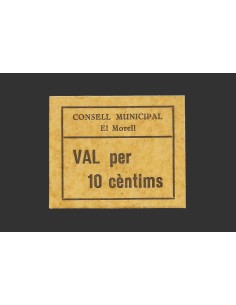 CONSELL MUNICIPAL
El Morell
VAL per
10 cèntims